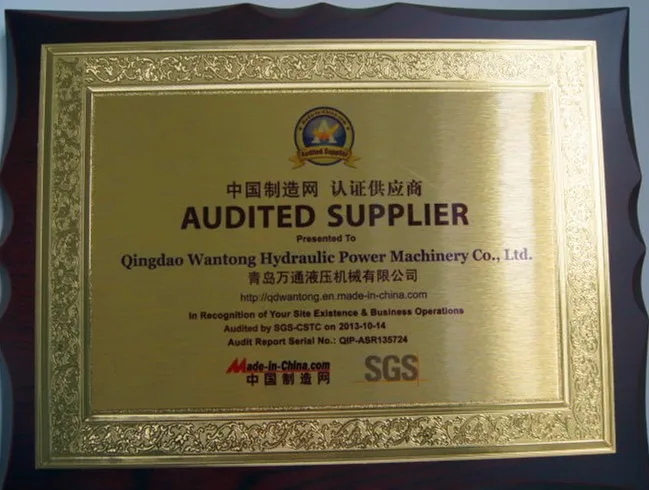 Audited Supplier
中国制造网 认证供应商
AUDITED SUPPLIER
Presented To
Qingdao Wantong Hydraulic Power Machinery Co., Ltd.
青岛万通液压机械有限公司
http://qdwantong.en.made-in-china.com
In Recognition of Your Site Existence & Business Operations
Audited by SGS-CSTC on 2013-10-14
Audit Report Serial No.: QIP-ASR135724
Made-in-China.com
中国制造网
SGS